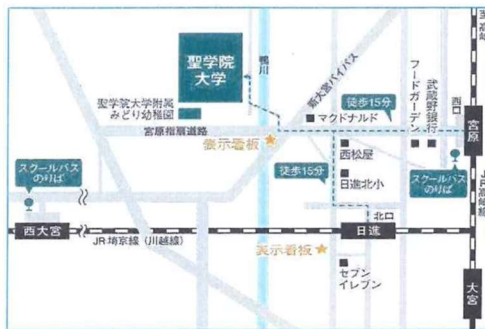 至 高崎
聖学院
大学
鴨川
新大宮バイパス
フードガーデン
武蔵野銀行
西口
徒歩15分
宮原
聖学院大学附属
みどり幼稚園
マクドナルド
宮原指扇道路
表示看板
西松屋
スクールバス
のりば
徒歩15分
日進北小
スクールバス
のりば
JR高崎線
北口
西大宮
日進
JR埼京線(川越線)
表示看板
大宮
セブン
イレブン